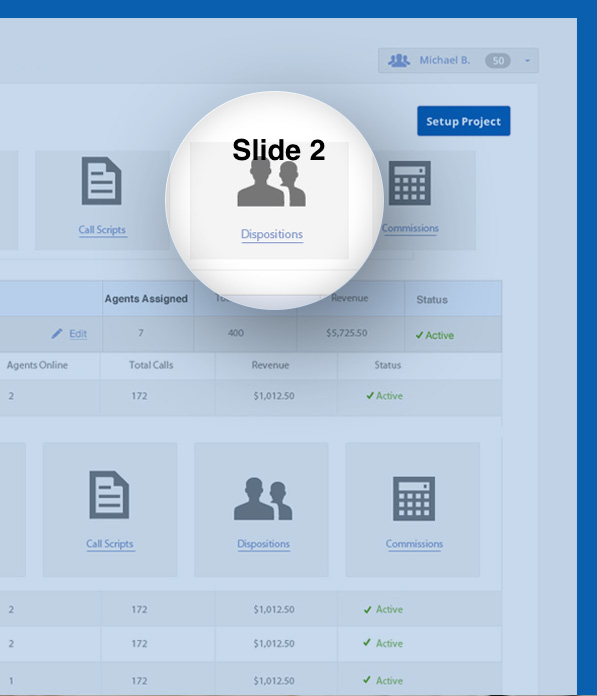 Michael B. 50
Setup Project
Slide 2
Call Scripts Dispositions Commissions
Agents Assigned Revenue Status
Edit 7 400 $5,725.50 Active
Agents Online Total Calls Revenue Status
2 172 $1,012.50 Active
Call Scripts Dispositions Commissions
2 172 $1,012.50 Active
2 172 $1,012.50 Active
1 172 $1,012.50 Active